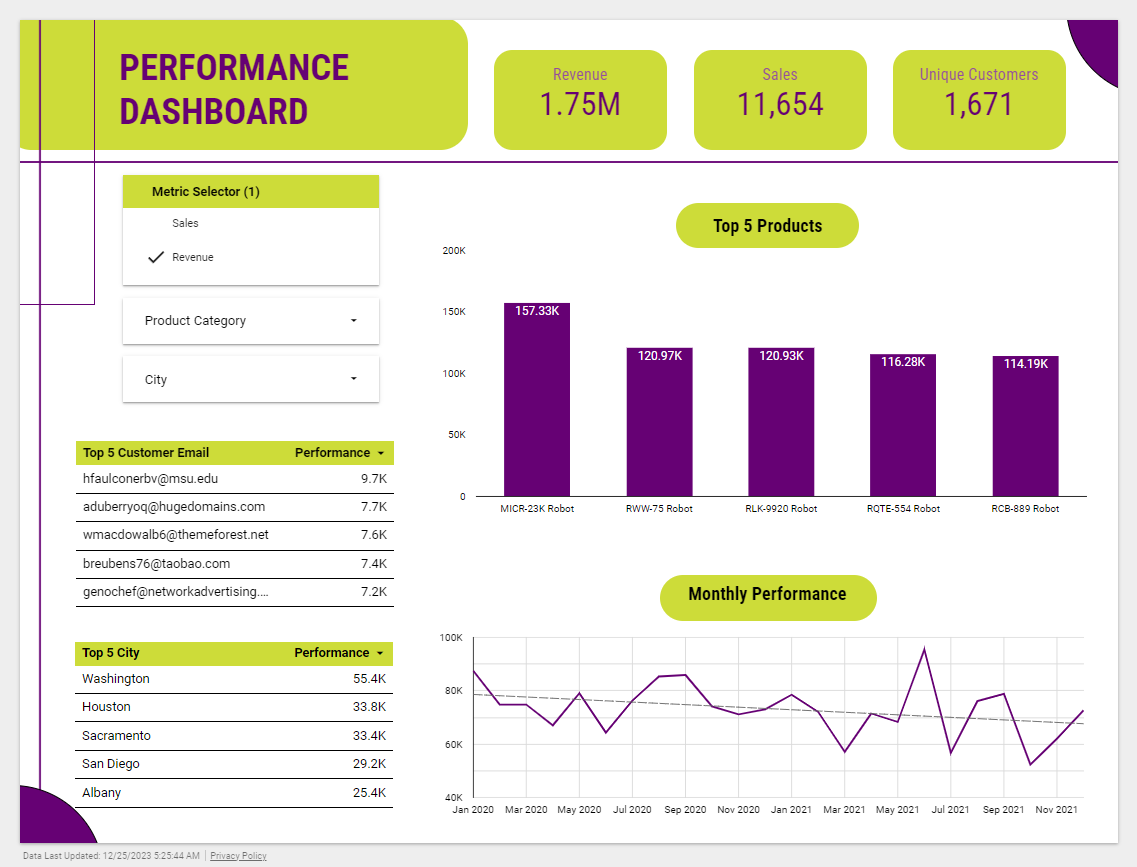 PERFORMANCE
DASHBOARD
Revenue
1.75M
Sales
11,654
Unique Customers
1,671
Metric Selector (1)
Sales
Revenue
Product Category
City
Top 5 Customer Email Performance
hfaulconerbv@msu.edu 9.7K
aduberryoq@hugedomains.com 7.7K
wmacdowalb6@themeforest.net 7.6K
breubens76@taobao.com 7.4K
genochef@networkadvertising.... 7.2K
Top 5 City Performance
Washington 55.4K
Houston 33.8K
Sacramento 33.4K
San Diego 29.2K
Albany 25.4K
Top 5 Products
200K
150K
100K
50K
0
157.33K 120.97K 120.93K 116.28K 114.19K
MICR-23K Robot RWW-75 Robot RLK-9920 Robot RQTE-554 Robot RCB-889 Robot
Monthly Performance
100K
80K
60K
40K
Jan 2020 Mar 2020 May 2020 Jul 2020 Sep 2020 Nov 2020 Jan 2021 Mar 2021 May 2021 Jul 2021 Sep 2021 Nov 2021
Data Last Updated: 12/25/2023 5:25:44 AM | Privacy Policy